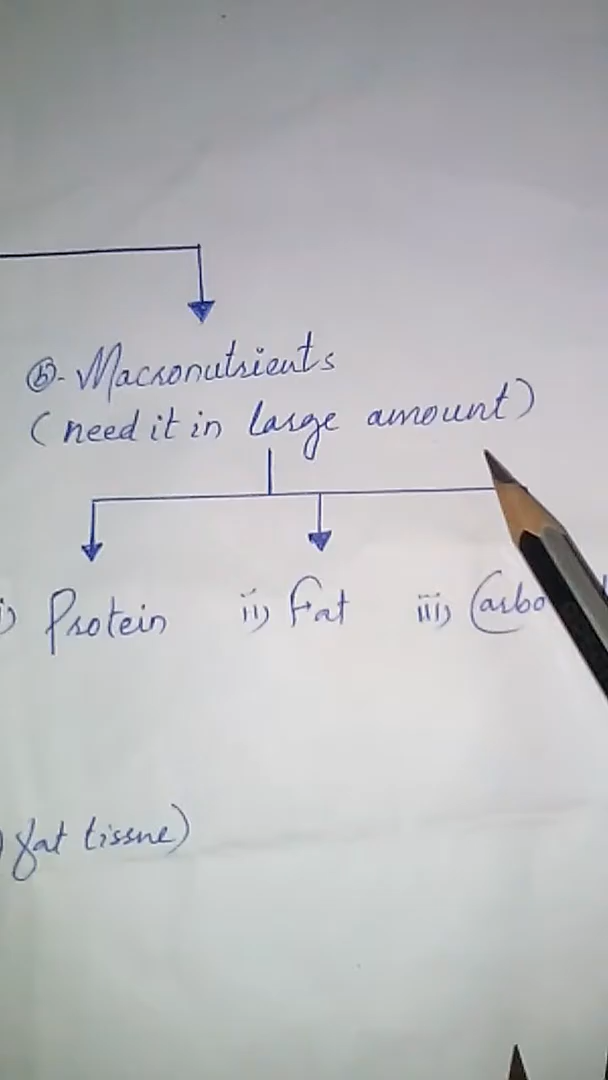 ⓑ- Macronutrients
(need it in large amount)
i) Protein ii) Fat iii) Carbo
) fat tissue)